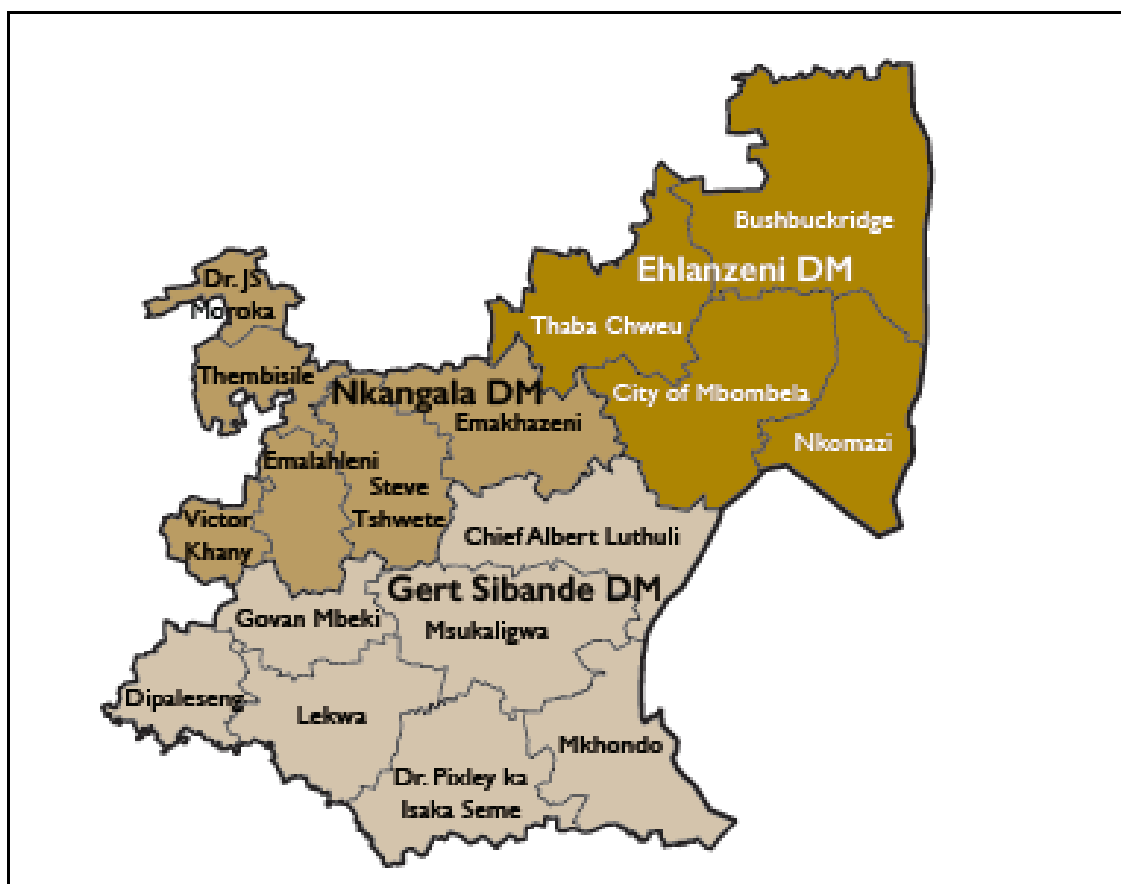 Bushbuckridge
Ehlanzeni DM
Dr. JS
Moroka
Thaba Chweu
Thembisile
Nkangala DM
City of Mbombela
Emakhazeni
Nkomazi
Emalahleni
Steve
Tshwete
Victor
Khany
Chief Albert Luthuli
Gert Sibande DM
Govan Mbeki
Msukaligwa
Dipaleseng
Lekwa
Mkhondo
Dr. Pixley ka
Isaka Seme